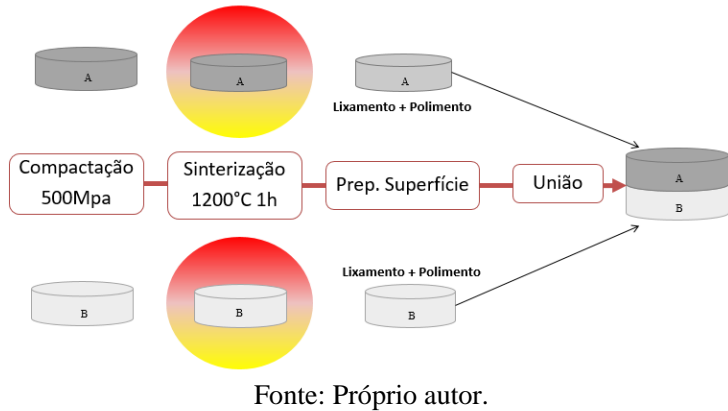 A
A
A
Lixamento + Polimento
Compactação
500Mpa
Sinterização
1200°C 1h
Prep. Superfície
União
A
B
Lixamento + Polimento
B
B
B
Fonte: Próprio autor.